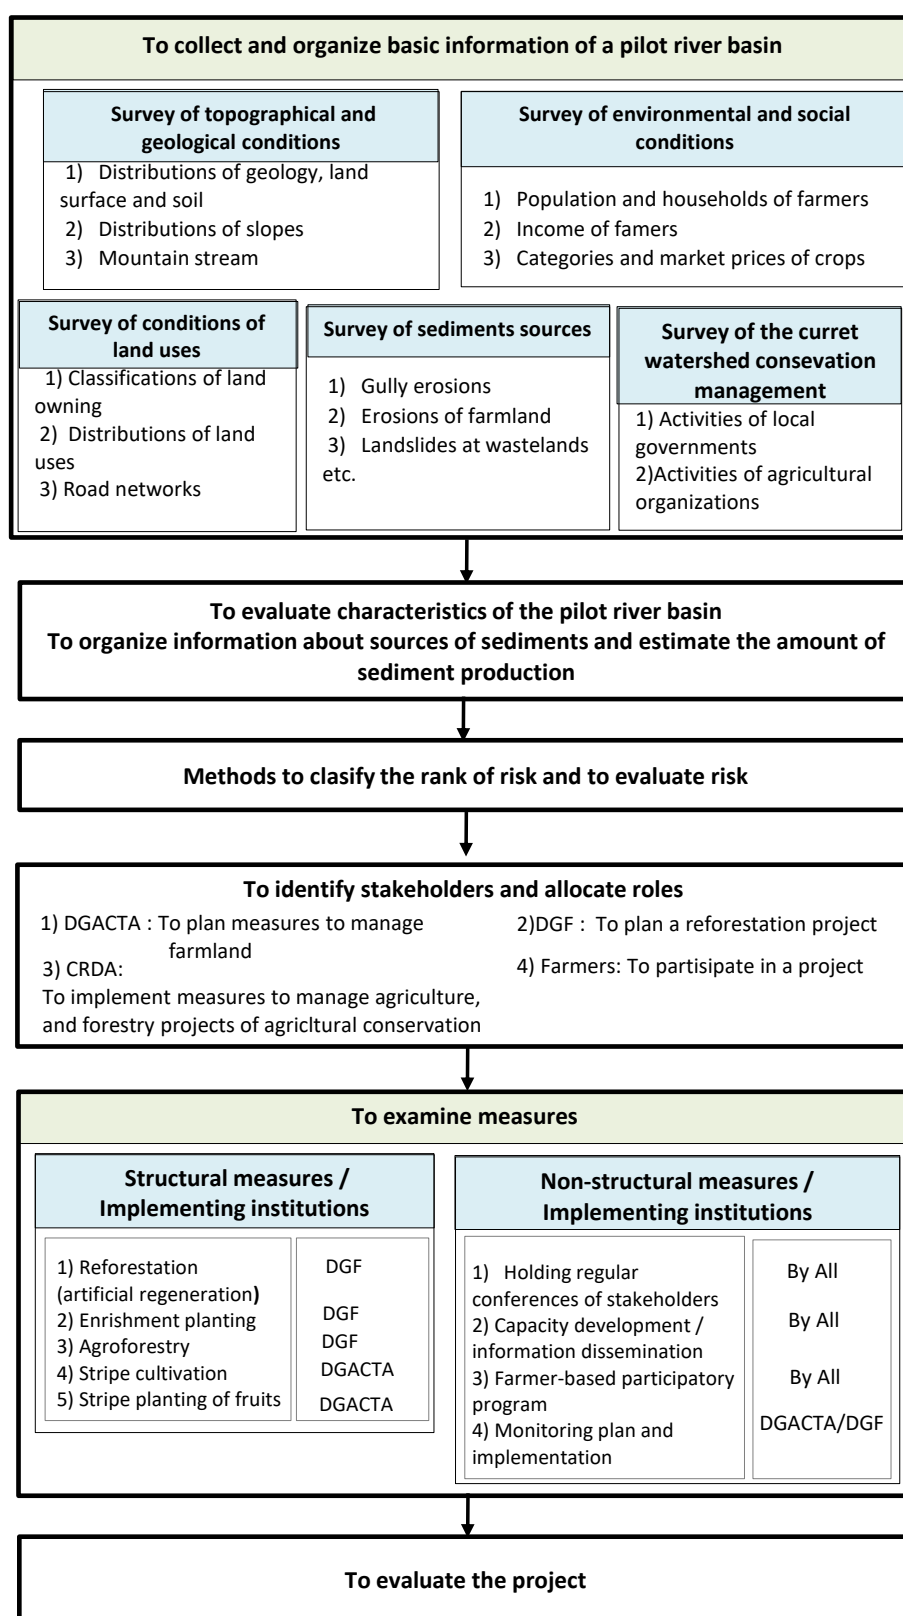 To collect and organize basic information of a pilot river basin
Survey of topographical and
geological conditions
1) Distributions of geology, land
surface and soil
2) Distributions of slopes
3) Mountain stream
Survey of environmental and social
conditions
1) Population and households of farmers
2) Income of famers
3) Categories and market prices of crops
Survey of conditions of
land uses
1) Classifications of land
owning
2) Distributions of land
uses
3) Road networks
Survey of sediments sources
1) Gully erosions
2) Erosions of farmland
3) Landslides at wastelands
etc.
Survey of the curret
watershed consevation
management
1) Activities of local
governments
2)Activities of agricultural
organizations
To evaluate characteristics of the pilot river basin
To organize information about sources of sediments and estimate the amount of
sediment production
Methods to clasify the rank of risk and to evaluate risk
To identify stakeholders and allocate roles
1) DGACTA : To plan measures to manage
farmland
2)DGF : To plan a reforestation project
3) CRDA:
To implement measures to manage agriculture,
and forestry projects of agricltural conservation
4) Farmers: To partisipate in a project
To examine measures
Structural measures /
Implementing institutions
1) Reforestation
(artificial regeneration)
2) Enrishment planting
3) Agroforestry
4) Stripe cultivation
5) Stripe planting of fruits
DGF
DGF
DGF
DGACTA
DGACTA
Non-structural measures /
Implementing institutions
1) Holding regular
conferences of stakeholders
2) Capacity development /
information dissemination
3) Farmer-based participatory
program
4) Monitoring plan and
implementation
By All
By All
By All
DGACTA/DGF
To evaluate the project